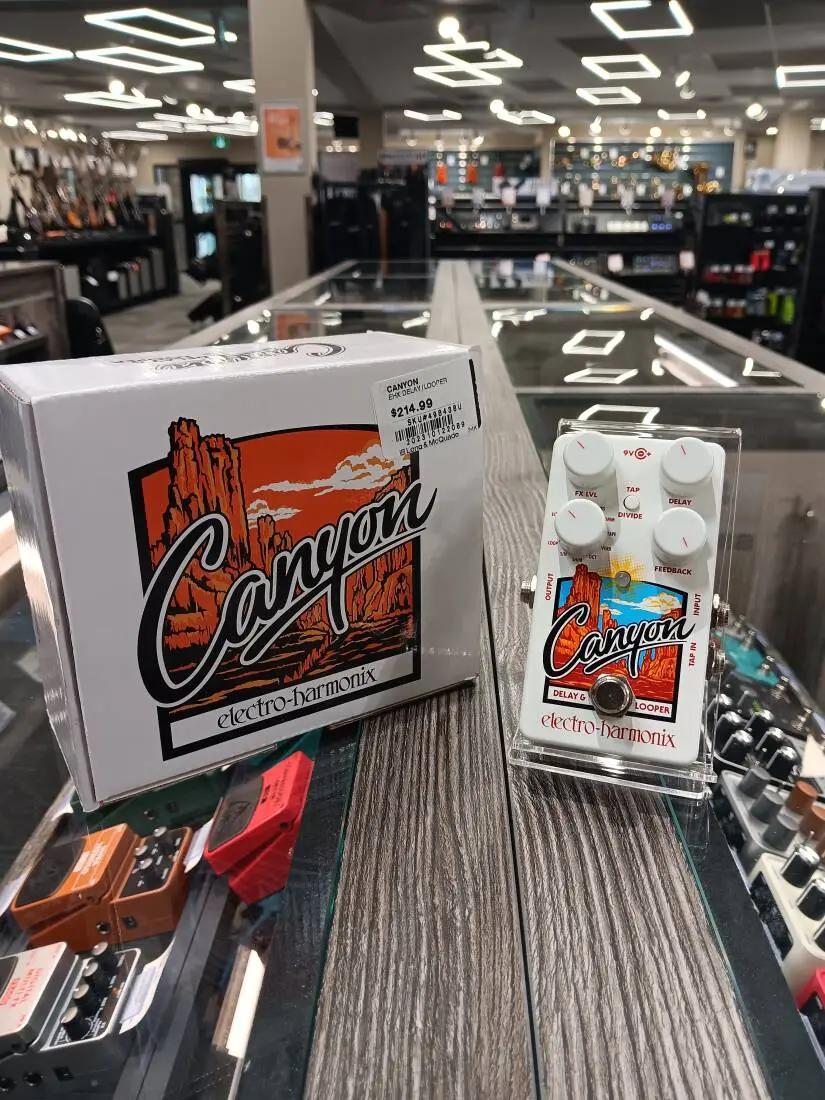 CANYON
EHX DELAY / LOOPER
$214.99
SKU#498438U
Long & McQuade
Canyon
electro-harmonix
9V
FX LVL
TAP
DIVIDE
DELAY
FEEDBACK
OUTPUT
INPUT
TAP IN
Canyon
DELAY &
LOOPER
electro-harmonix